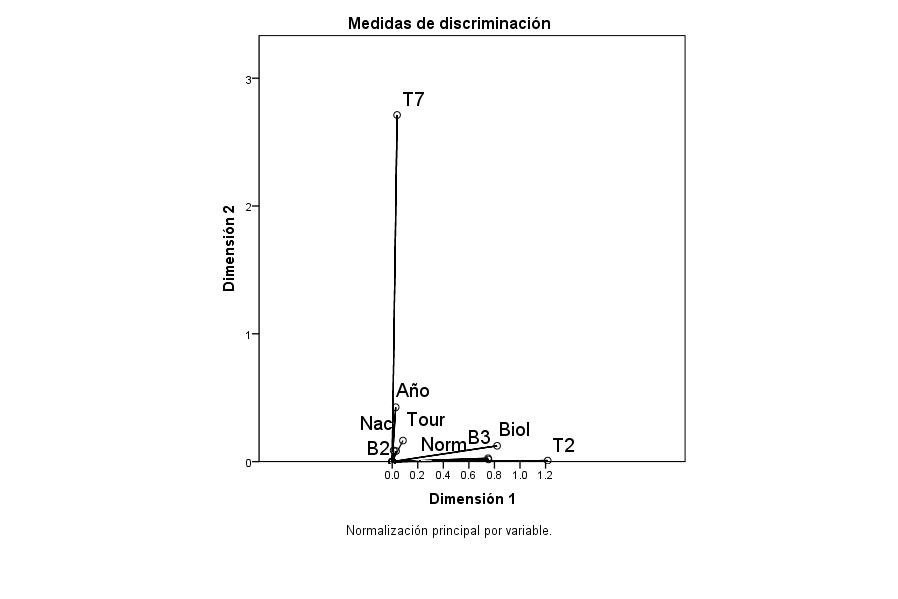 Medidas de discriminación
3
T7
2
Dimensión 2
1
Año
Nac Tour
B2 Norm B3 Biol T2
0
0.0 0.2 0.4 0.6 0.8 1.0 1.2
Dimensión 1
Normalización principal por variable.